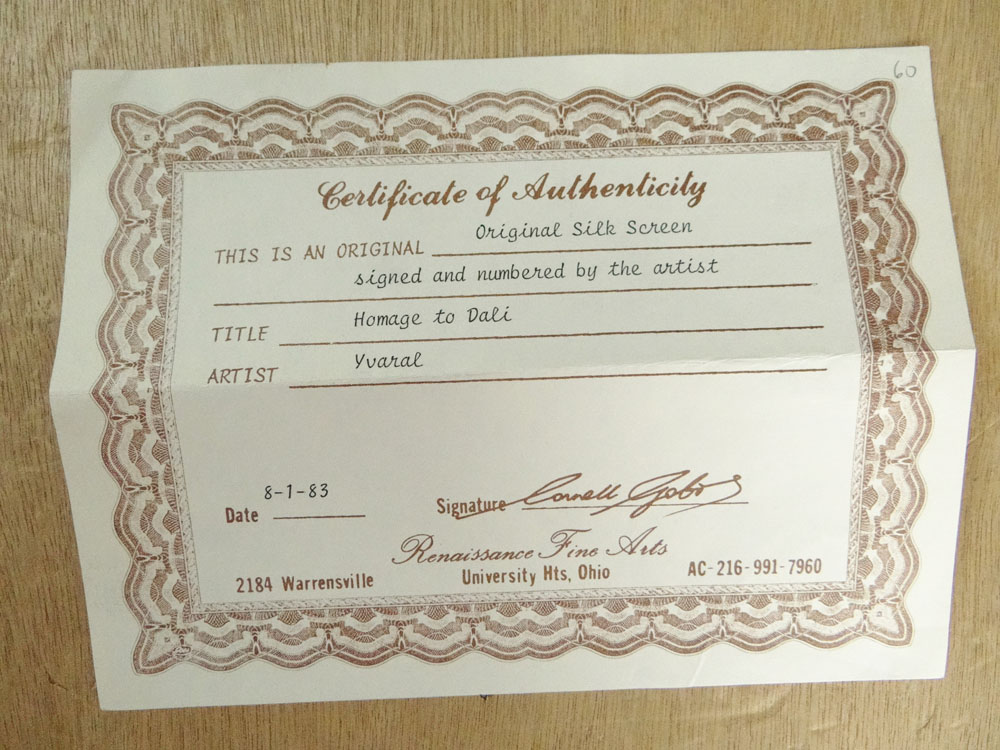 60
Certificate of Authenticity
THIS IS AN ORIGINAL Original Silk Screen
signed and numbered by the artist
TITLE Homage to Dali
ARTIST Yvaral
Date 8-1-83 Signature
Renaissance Fine Arts
2184 Warrensville University Hts, Ohio AC-216-991-7960